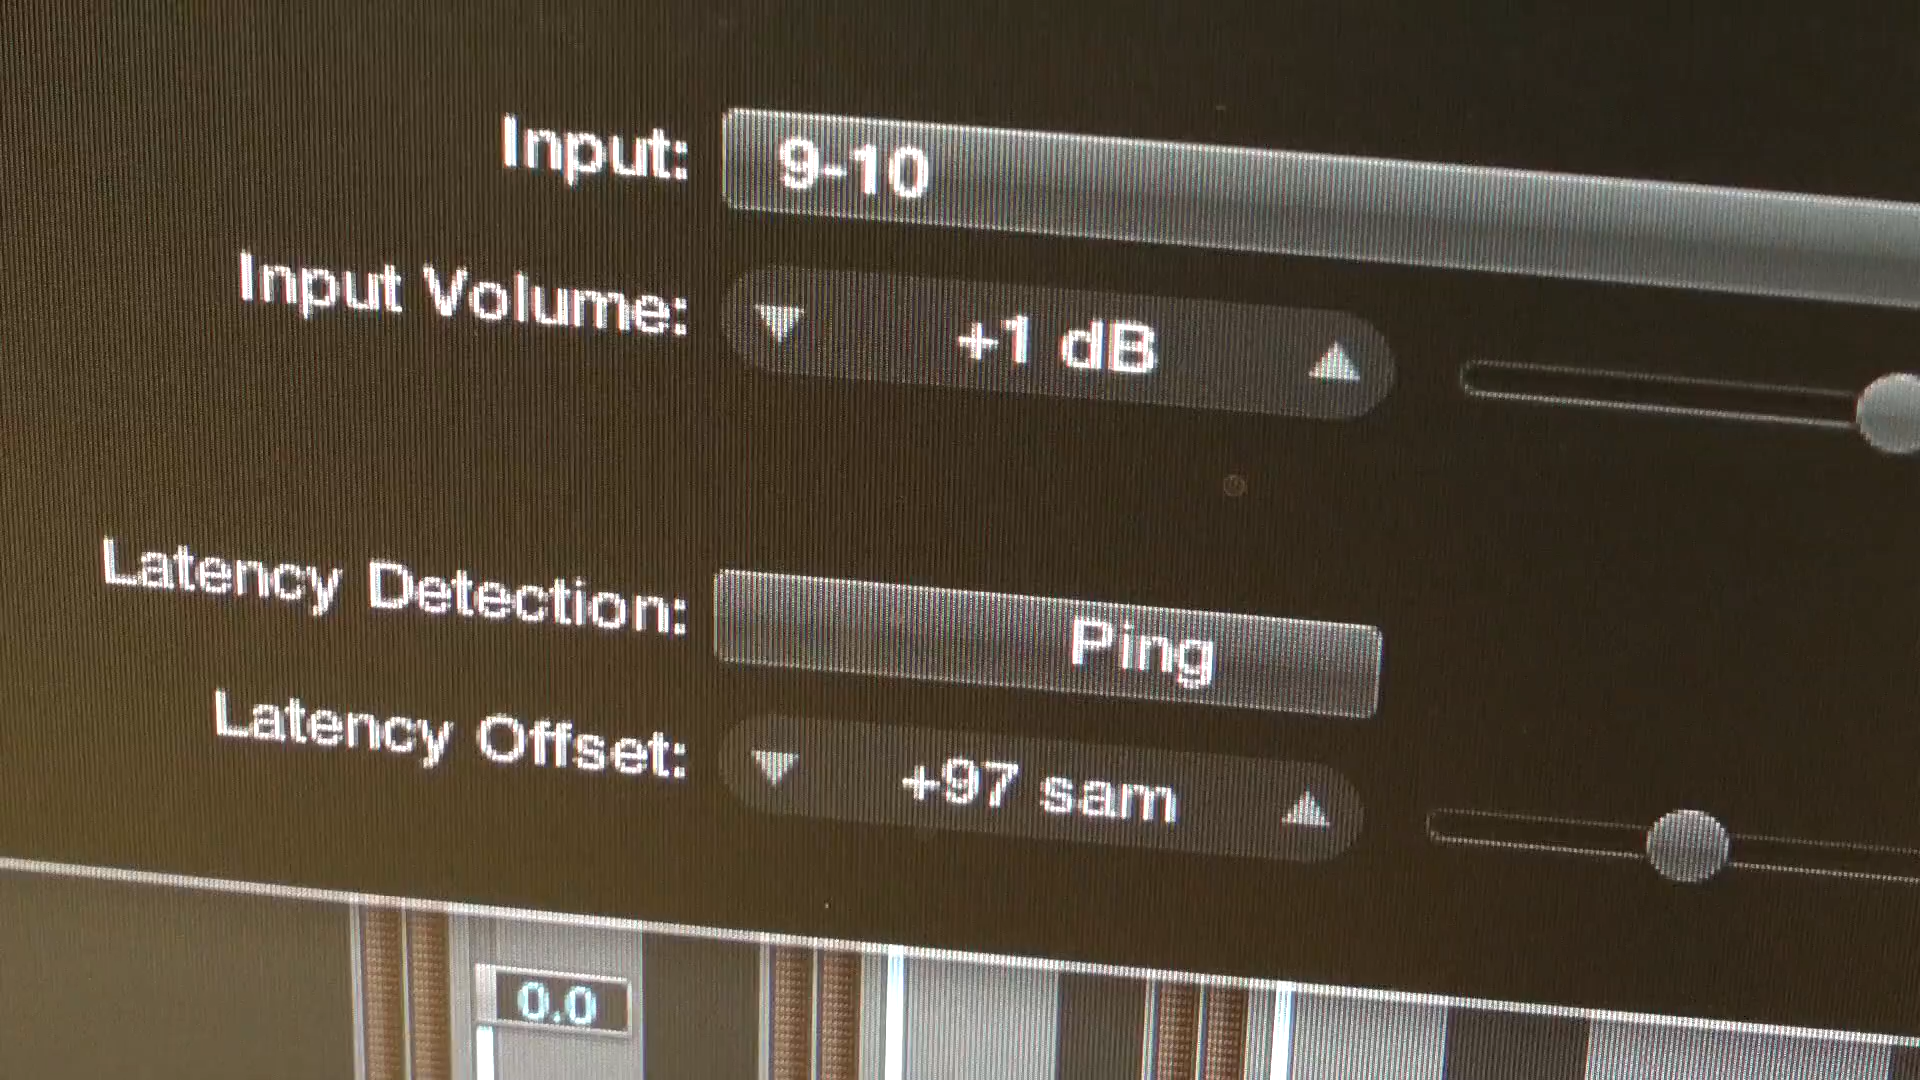 Input: 9-10
Input Volume: +1 dB
Latency Detection: Ping
Latency Offset: +97 sam
0.0